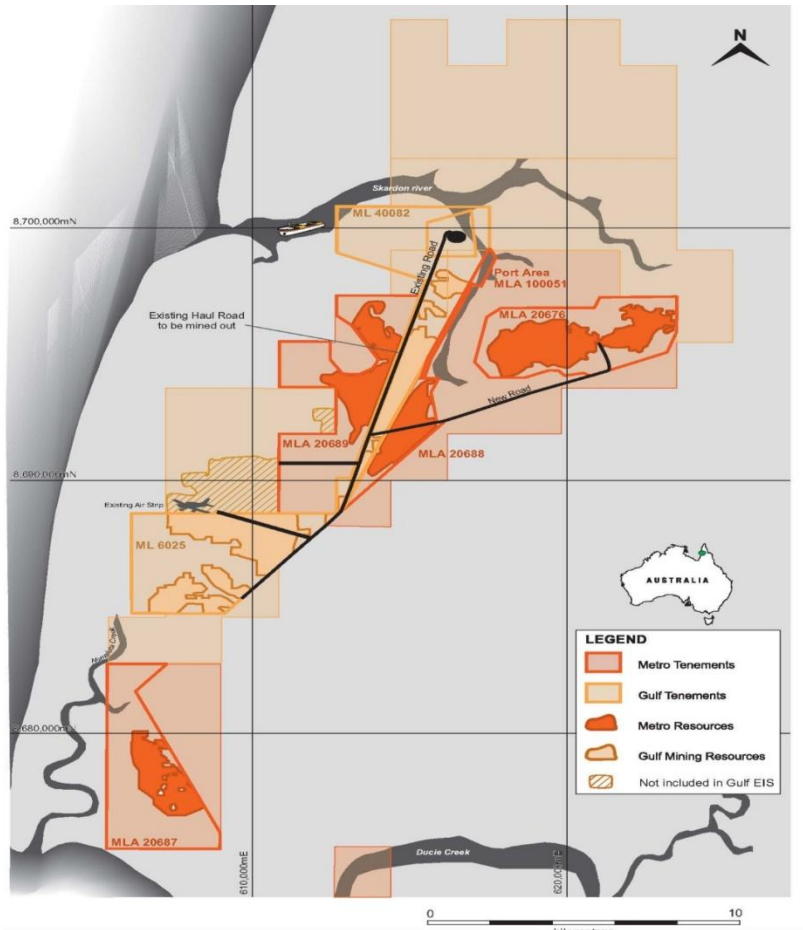 N
Skardon river
8,700,000mN
ML 40082
Existing Road
Port Area
MLA 100051
Existing Haul Road
to be mined out
MLA 20676
New Road
MLA 20689
MLA 20688
8,690,000mN
Existing Air Strip
ML 6025
AUSTRALIA
LEGEND
Metro Tenements
Gulf Tenements
Metro Resources
Gulf Mining Resources
Not included in Gulf EIS
8,680,000mN
MLA 20687
610,000mE
620,000mE
Ducie Creek
0
10